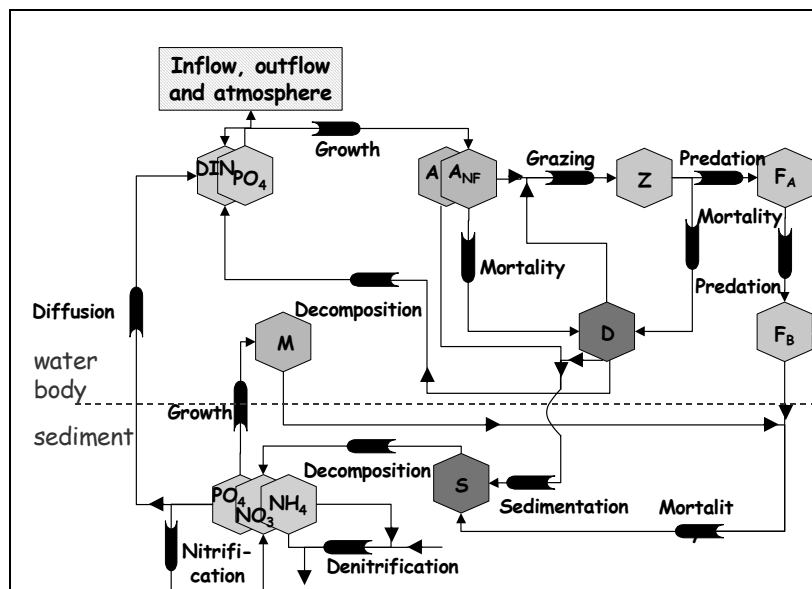 Inflow, outflow
and atmosphere
Growth
DIN
PO4
A
ANF
Grazing
Z
Predation
FA
Mortality
Mortality
Predation
Decomposition
Diffusion
M
D
FB
water
body
Growth
sediment
Decomposition
PO4
NO3
NH4
S
Sedimentation
Mortalit
y
Nitrifi-
cation
Denitrification